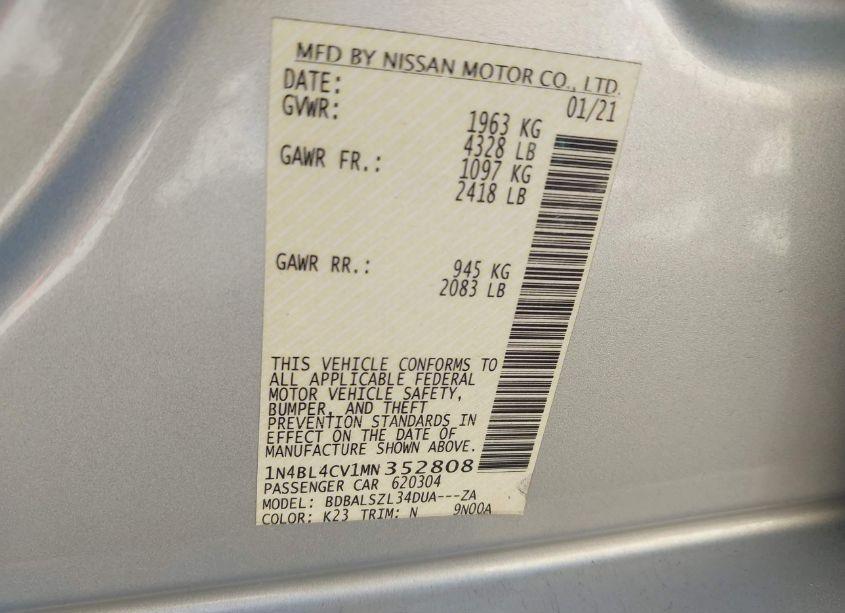 MFD BY NISSAN MOTOR CO., LTD.
DATE: 01/21
GVWR: 1963 KG
4328 LB
GAWR FR.: 1097 KG
2418 LB
GAWR RR.: 945 KG
2083 LB
THIS VEHICLE CONFORMS TO
ALL APPLICABLE FEDERAL
MOTOR VEHICLE SAFETY,
BUMPER, AND THEFT
PREVENTION STANDARDS IN
EFFECT ON THE DATE OF
MANUFACTURE SHOWN ABOVE.
1N4BL4CV1MN352808
PASSENGER CAR 620304
MODEL: BDBALSZL34DUA---ZA
COLOR: K23 TRIM: N 9N00A